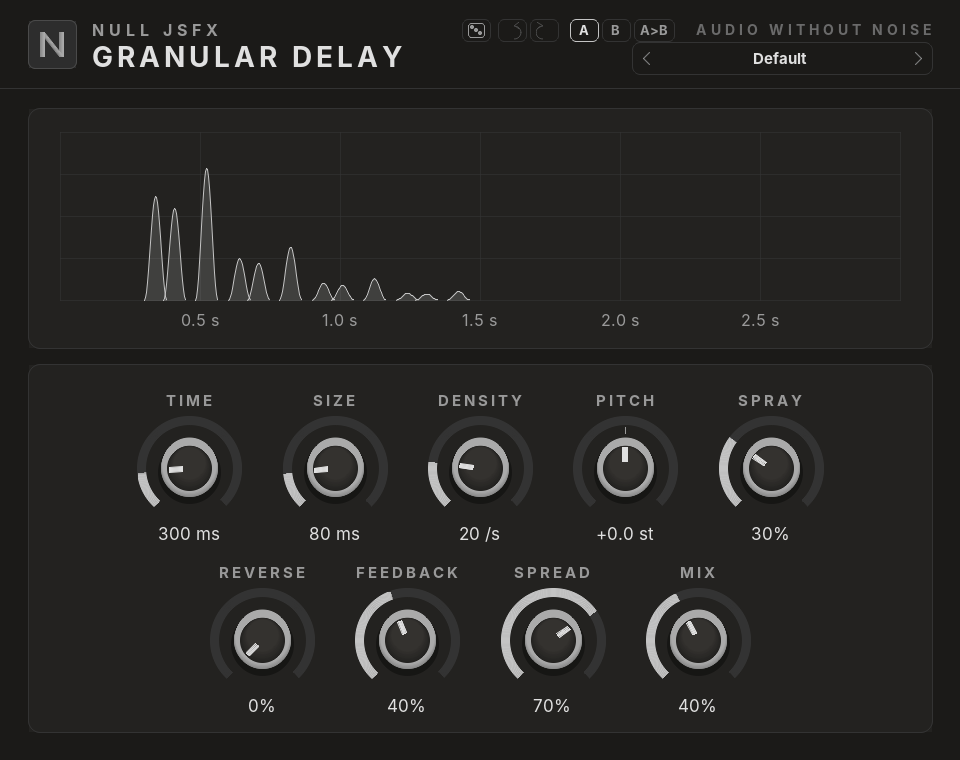 N
NULL JSFX
GRANULAR DELAY
A B A>B
AUDIO WITHOUT NOISE
Default
0.5 s 1.0 s 1.5 s 2.0 s 2.5 s
TIME SIZE DENSITY PITCH SPRAY
300 ms 80 ms 20 /s +0.0 st 30%
REVERSE FEEDBACK SPREAD MIX
0% 40% 70% 40%